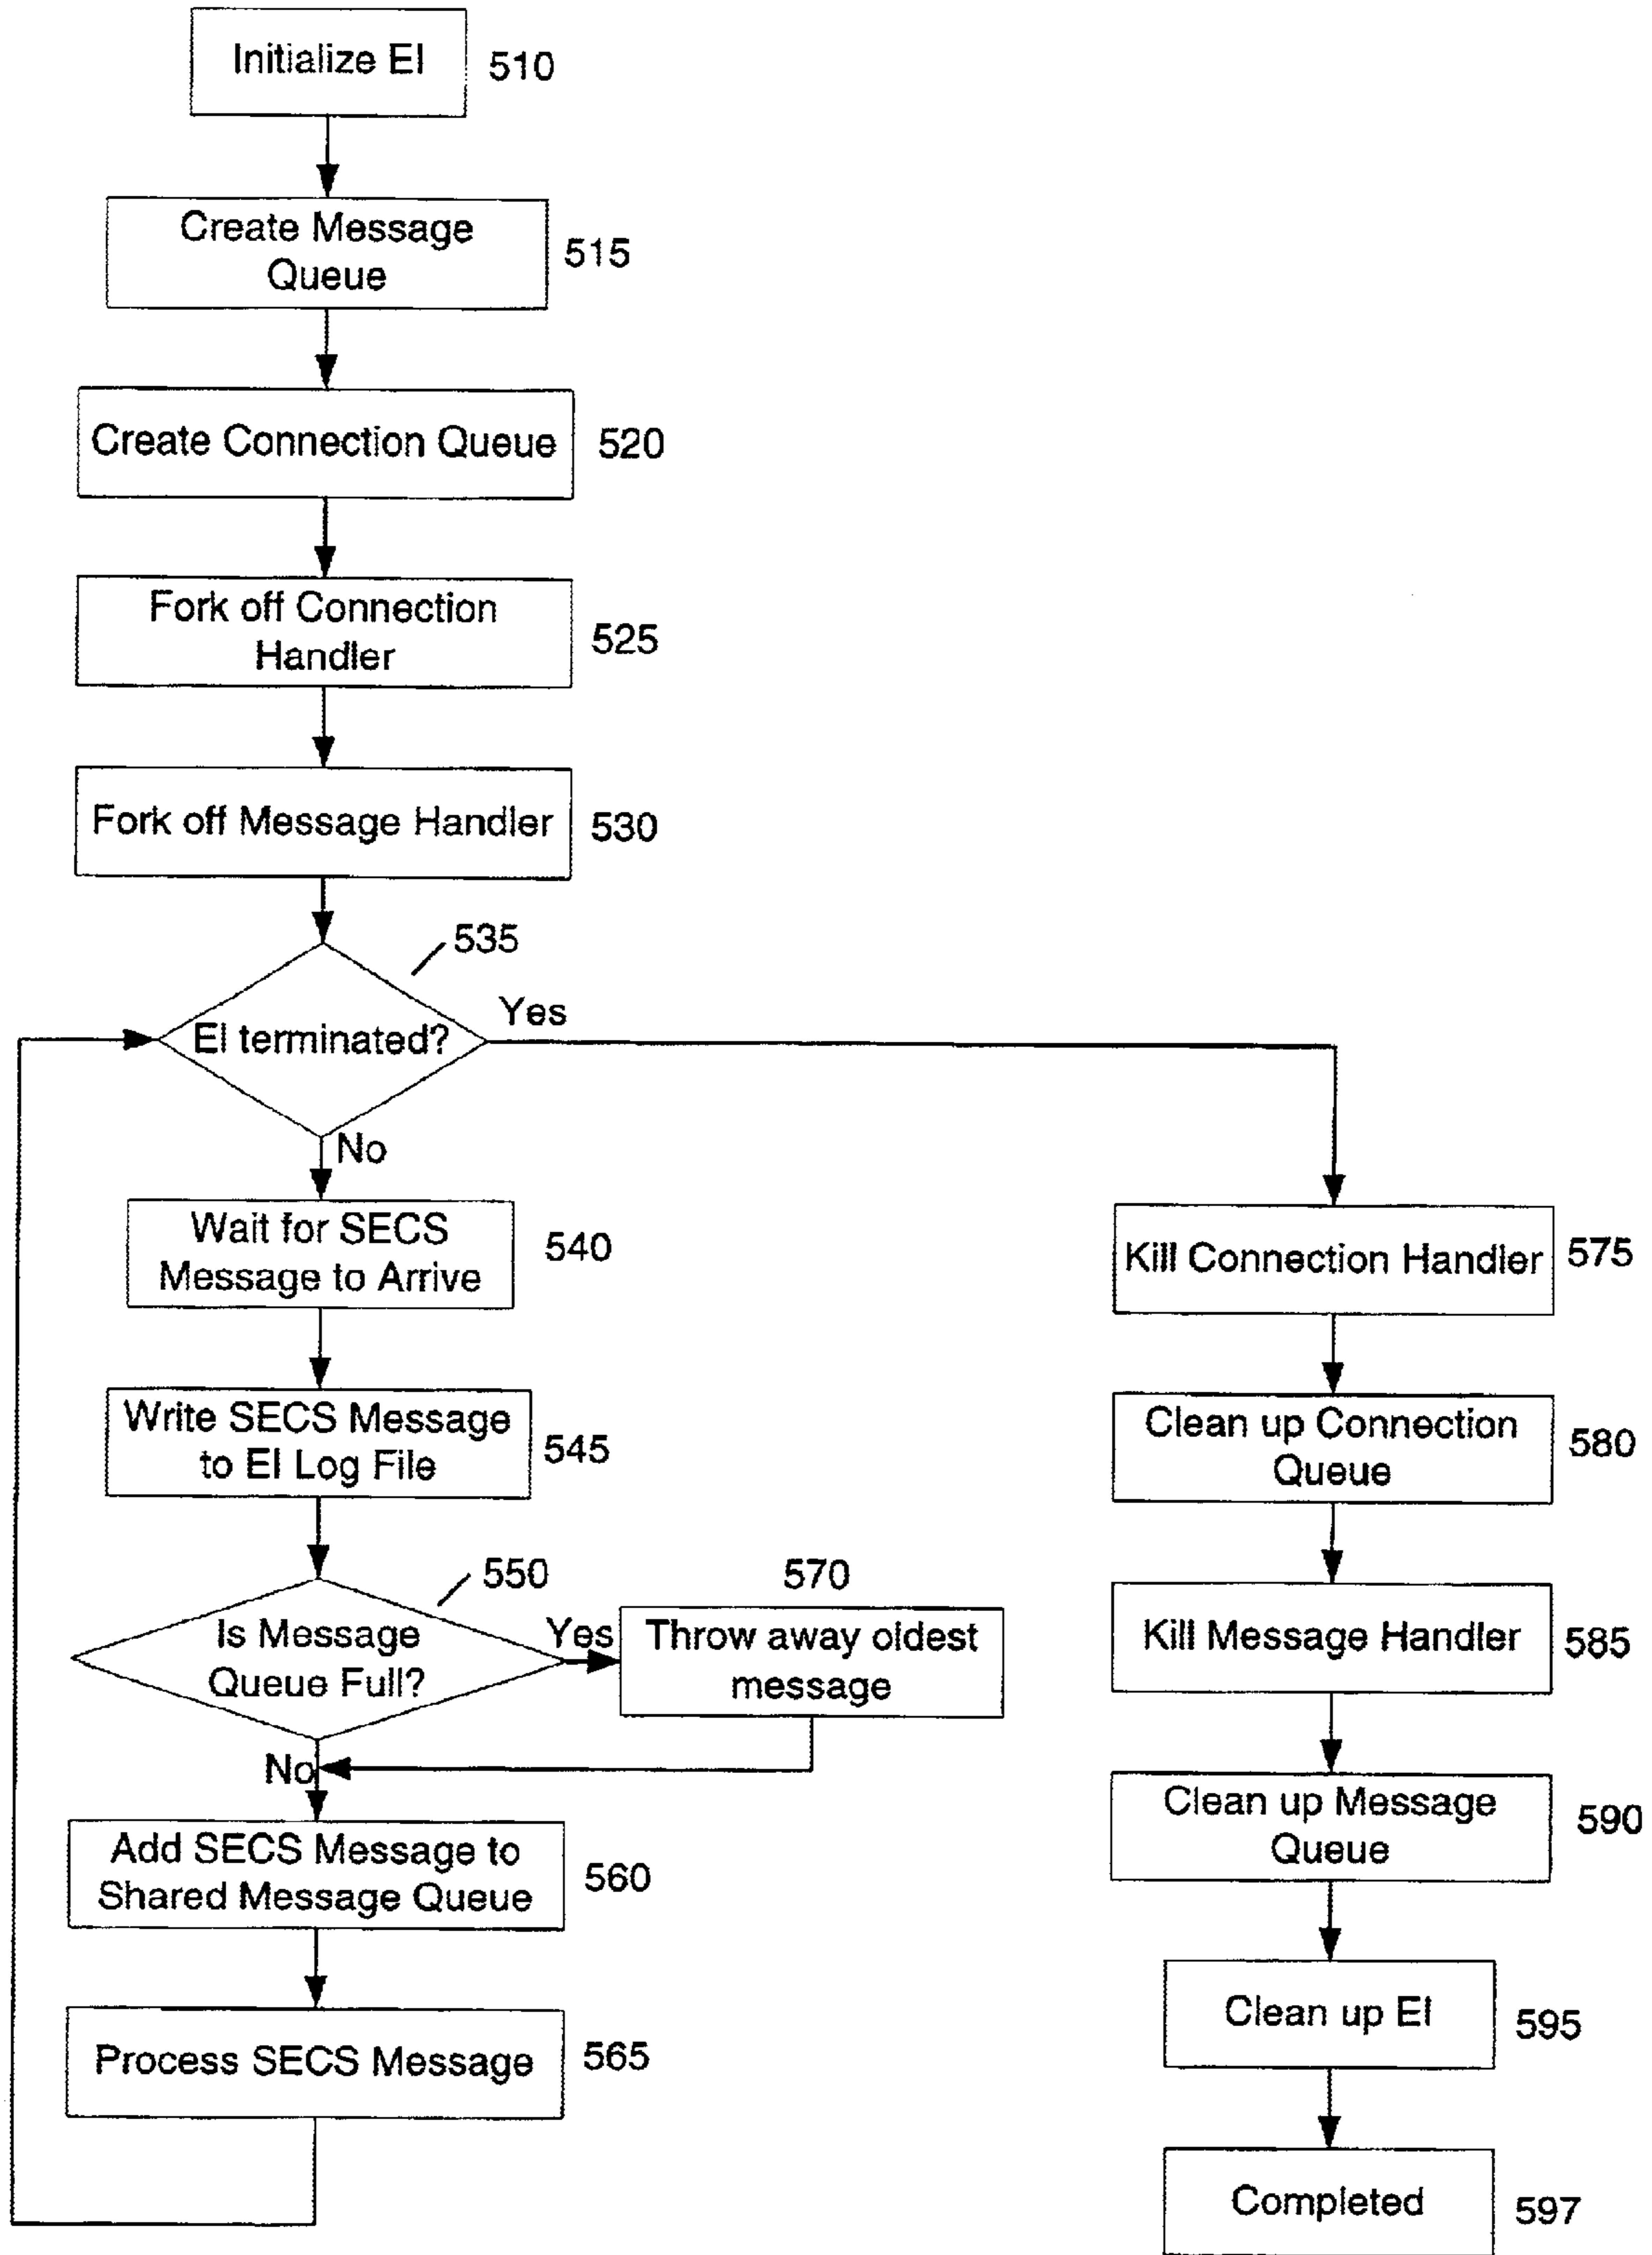 Initialize EI
510
Create Message
Queue
515
Create Connection Queue
520
Fork off Connection
Handler
525
Fork off Message Handler
530
535
EI terminated?
Yes
No
Wait for SECS
Message to Arrive
540
Write SECS Message
to EI Log File
545
550
Is Message
Queue Full?
Yes
570
Throw away oldest
message
No
Add SECS Message to
Shared Message Queue
560
Process SECS Message
565
Kill Connection Handler
575
Clean up Connection
Queue
580
Kill Message Handler
585
Clean up Message
Queue
590
Clean up EI
595
Completed
597